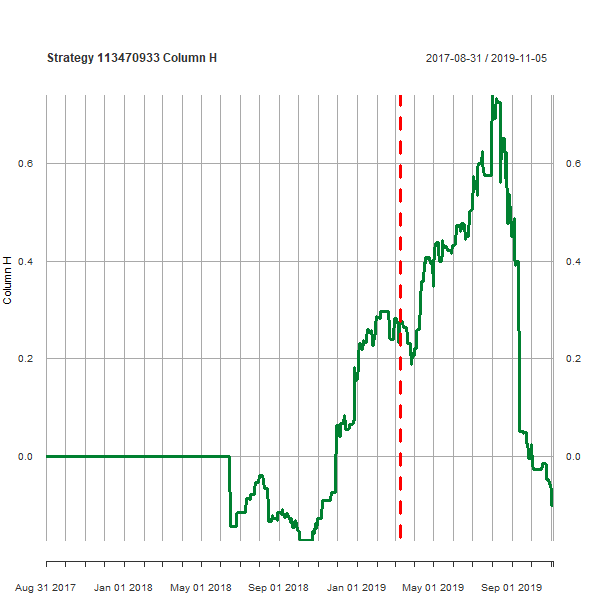 Strategy 113470933 Column H 2017-08-31 / 2019-11-05
0.6 0.6
0.4 0.4
Column H
0.2 0.2
0.0 0.0
Aug 31 2017 Jan 01 2018 May 01 2018 Sep 01 2018 Jan 01 2019 May 01 2019 Sep 01 2019